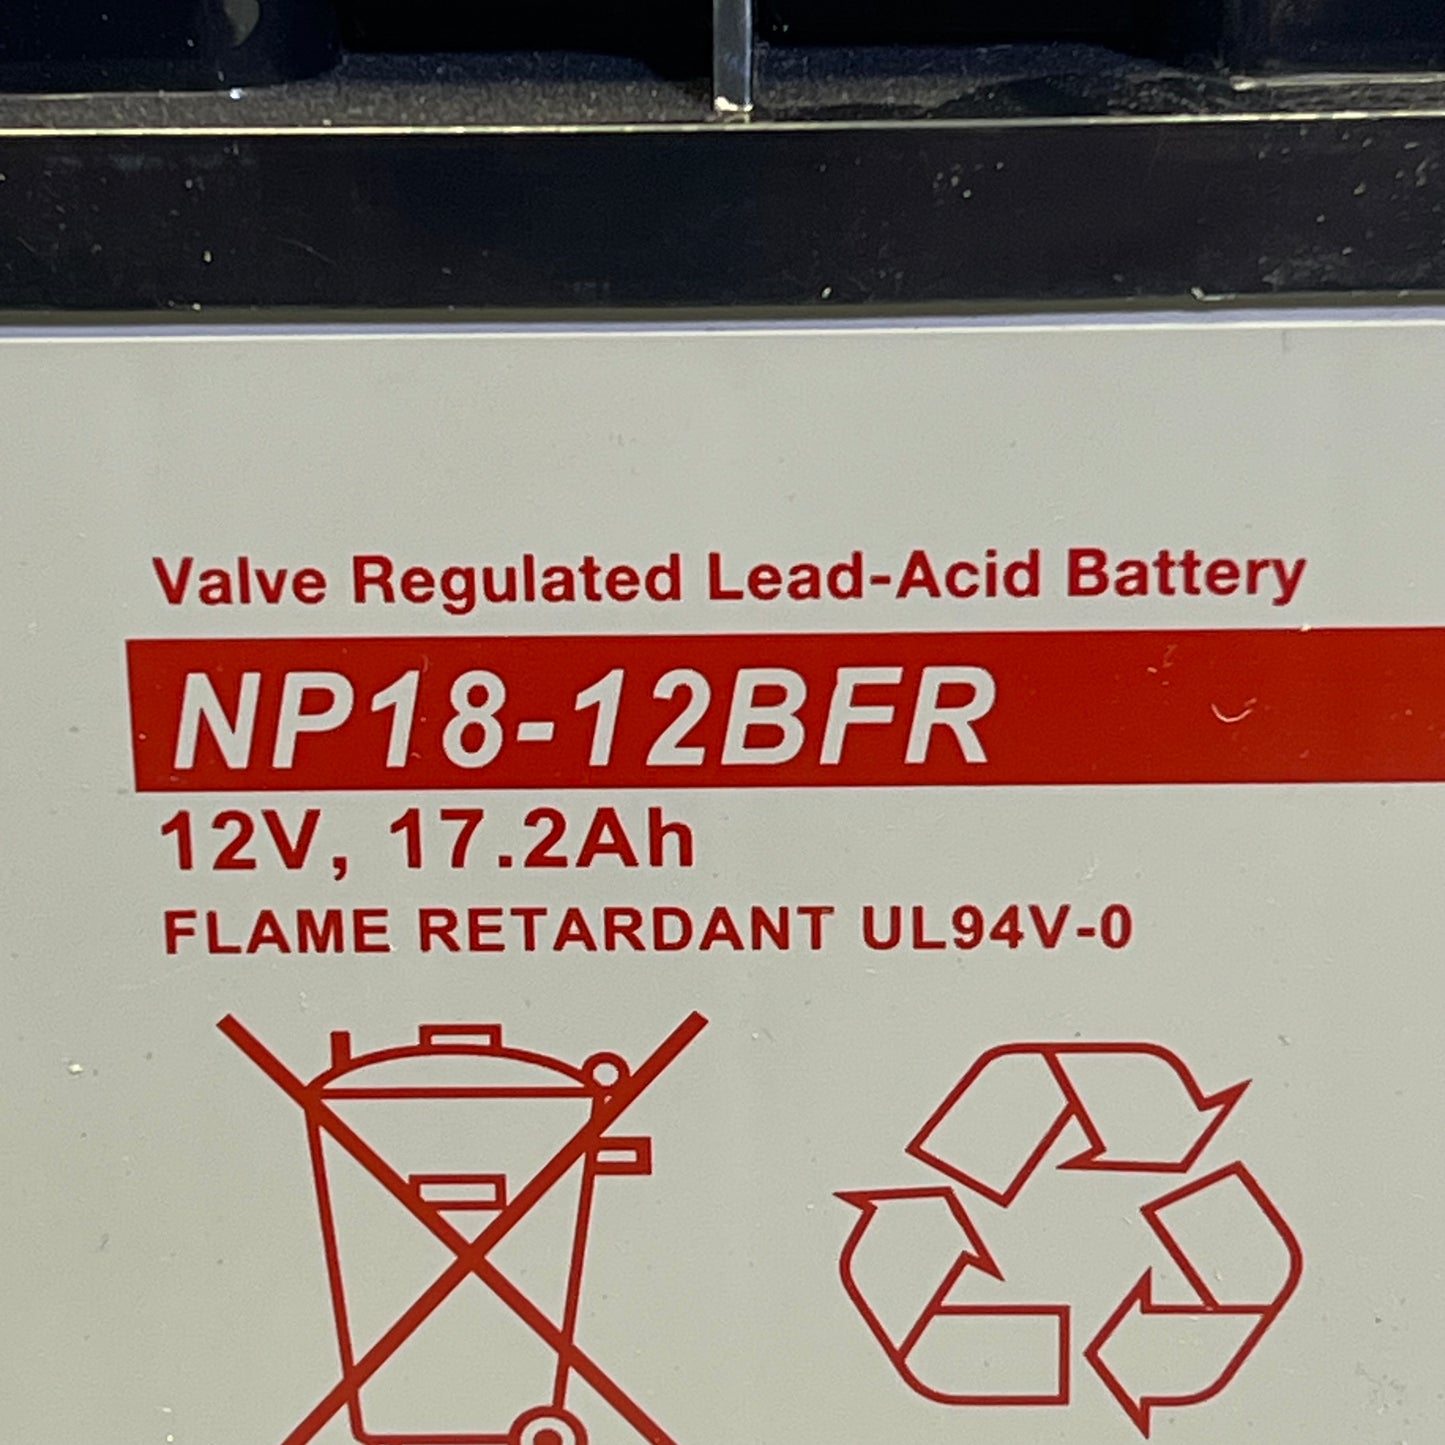 Valve Regulated Lead-Acid Battery
NP18-12BFR
12V, 17.2Ah
FLAME RETARDANT UL94V-0